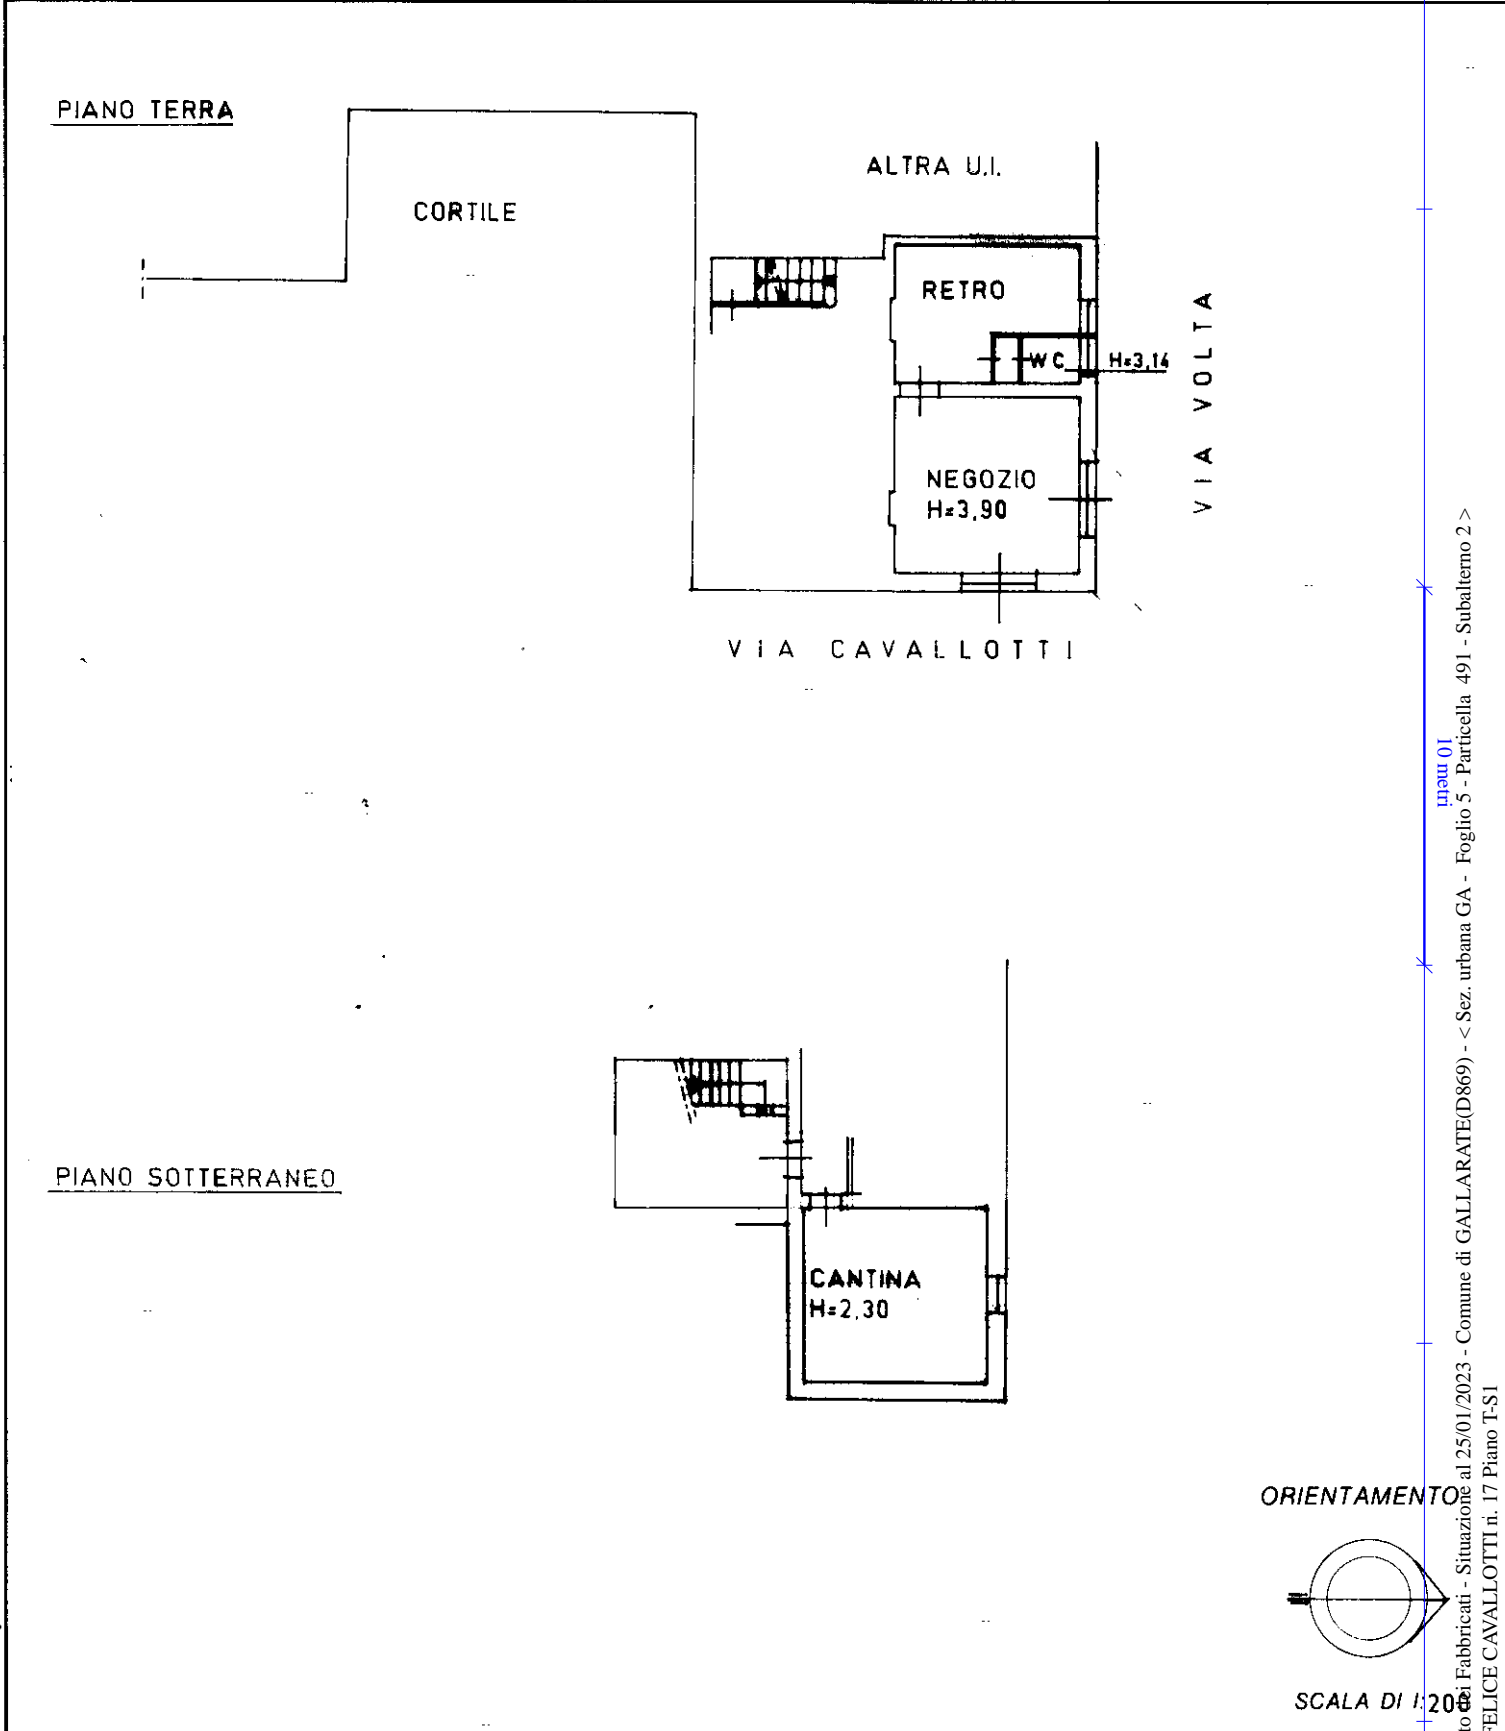 PIANO TERRA
ALTRA U.I.
CORTILE
RETRO
WC
H=3,14
VIA VOLTA
NEGOZIO
H=3,90
VIA CAVALLOTTI
10 metri
PIANO SOTTERRANEO
CANTINA
H=2,30
ORIENTAMENTO
SCALA DI 1:200
dei Fabbricati - Situazione al 25/01/2023 - Comune di GALLARATE(D869) - < Sez. urbana GA - Foglio 5 - Particella 491 - Subalterno 2 >
FELICE CAVALLOTTI n. 17 Piano T-S1